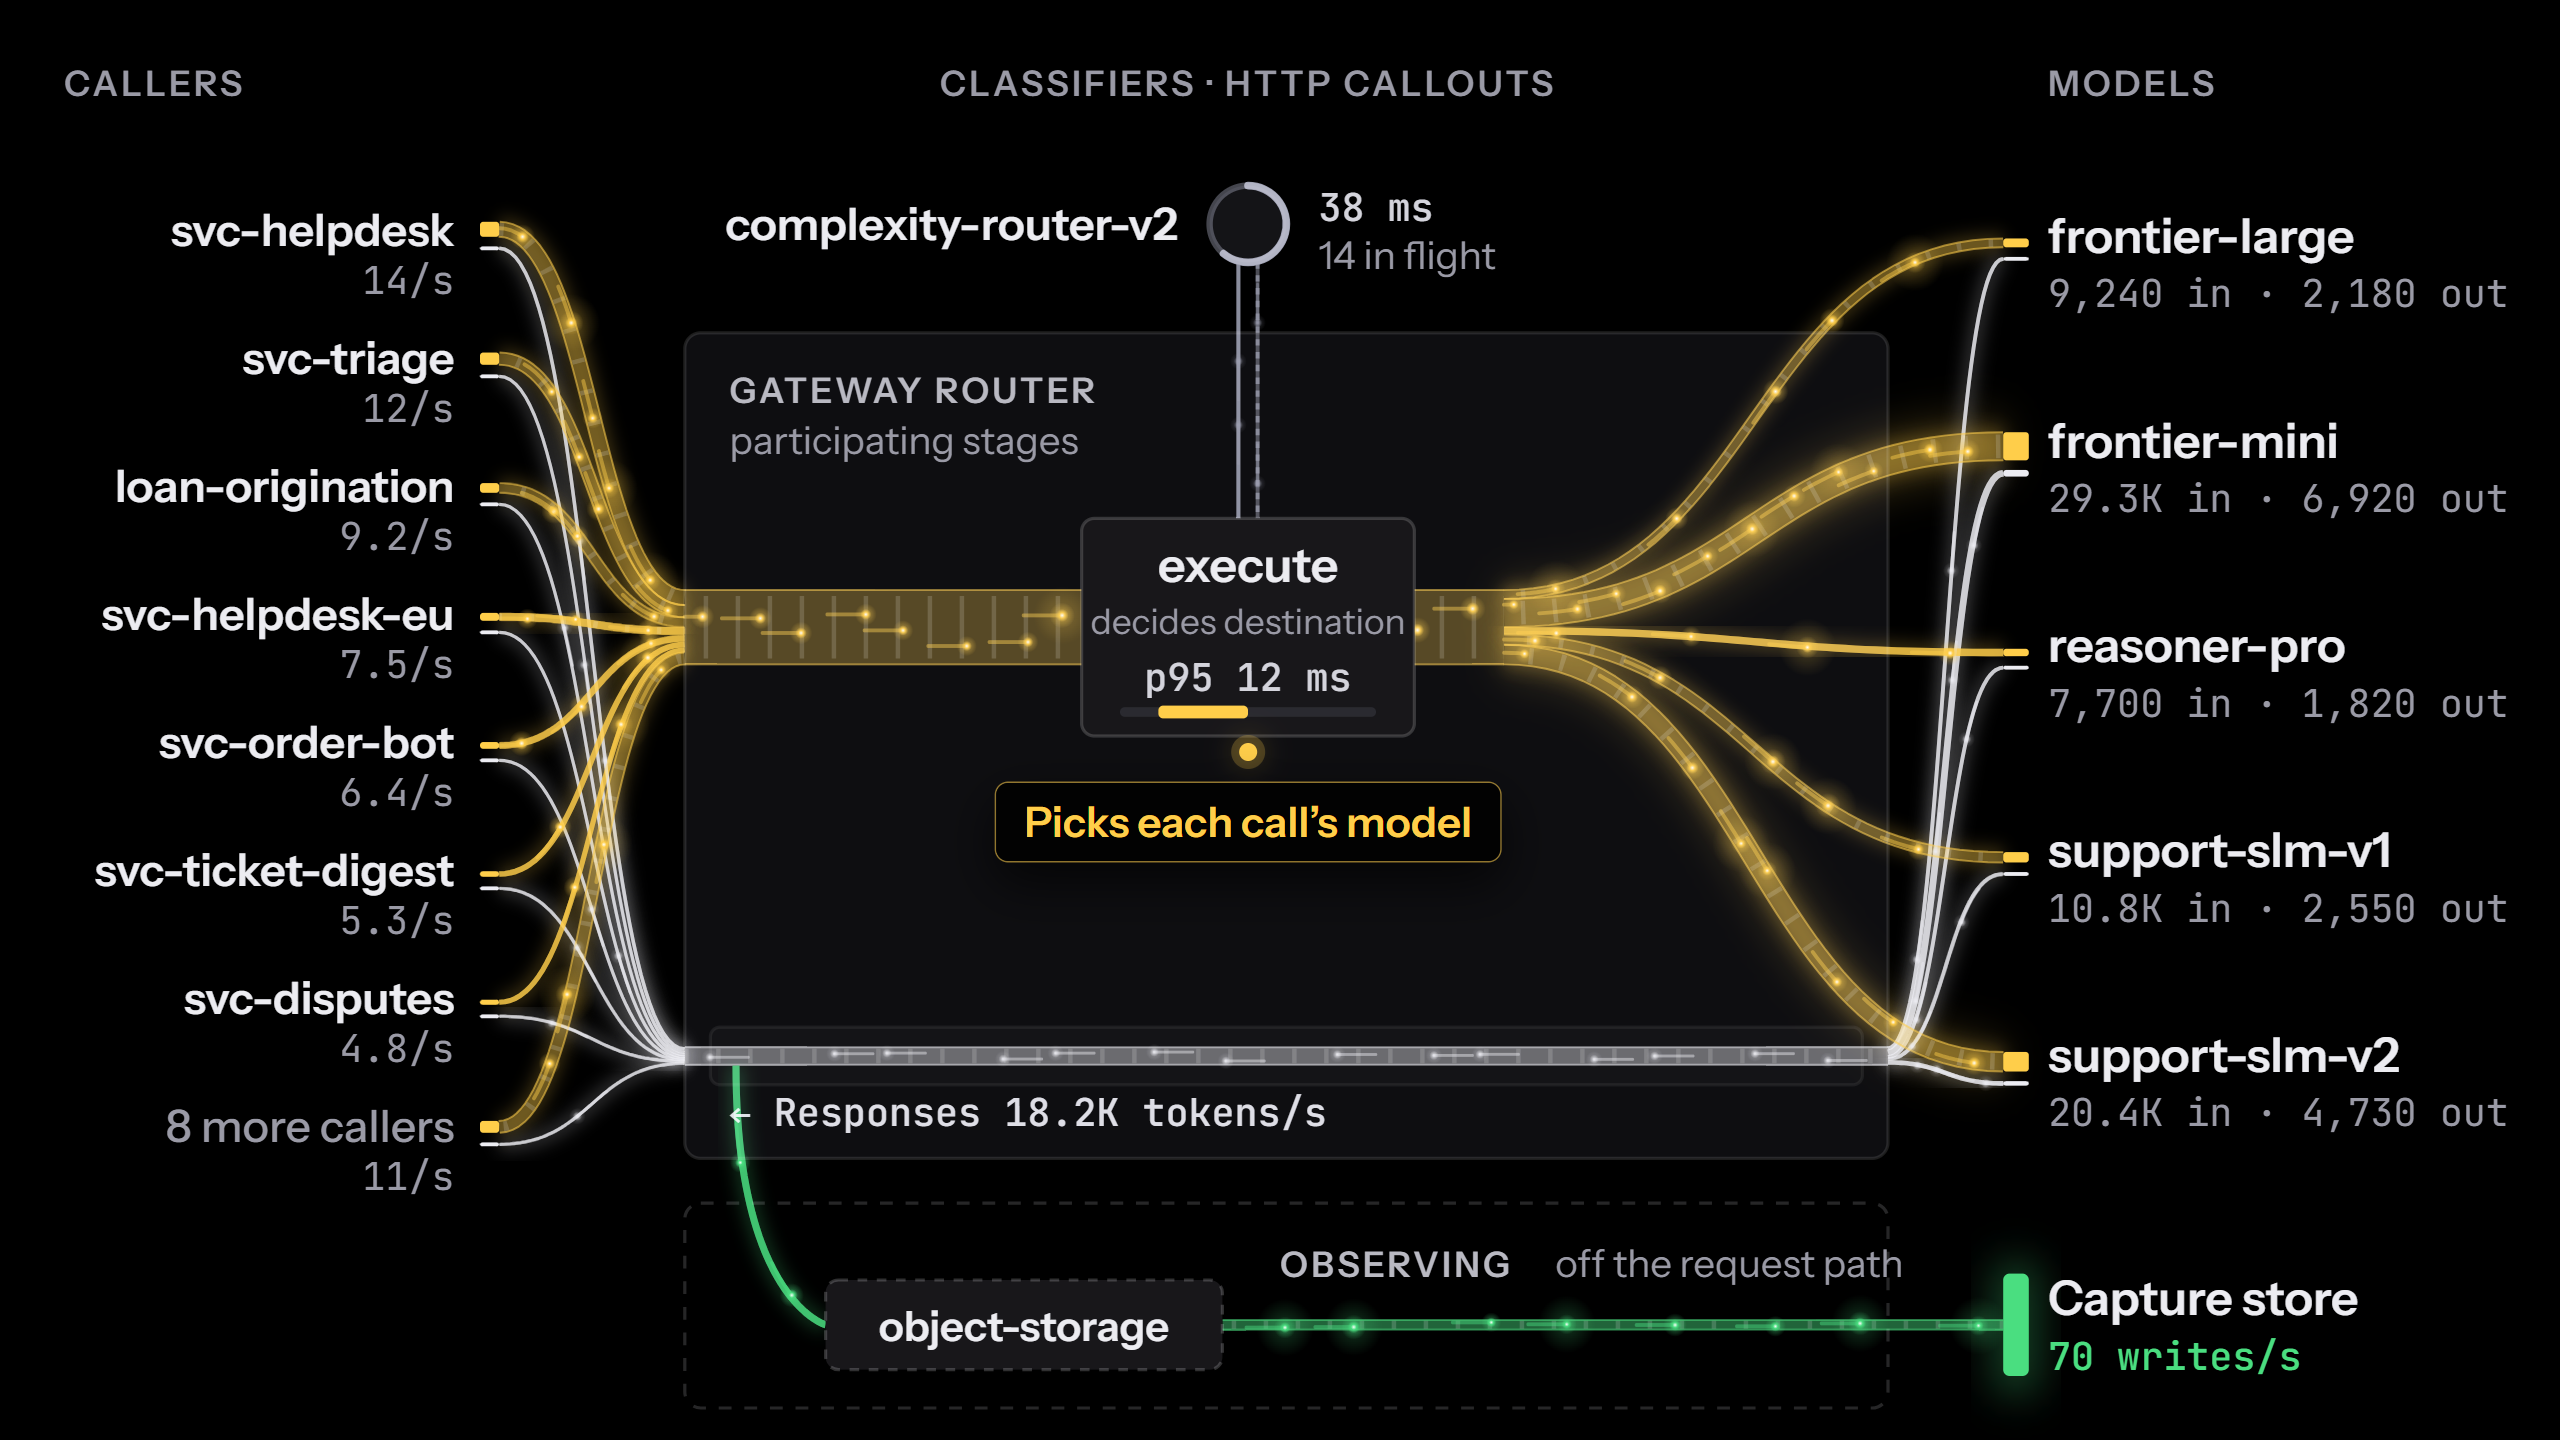 CALLERS
CLASSIFIERS · HTTP CALLOUTS
MODELS
svc-helpdesk
14/s
svc-triage
12/s
loan-origination
9.2/s
svc-helpdesk-eu
7.5/s
svc-order-bot
6.4/s
svc-ticket-digest
5.3/s
svc-disputes
4.8/s
8 more callers
11/s
complexity-router-v2
38 ms
14 in flight
GATEWAY ROUTER
participating stages
execute
decides destination
p95 12 ms
Picks each call’s model
← Responses 18.2K tokens/s
OBSERVING off the request path
object-storage
frontier-large
9,240 in · 2,180 out
frontier-mini
29.3K in · 6,920 out
reasoner-pro
7,700 in · 1,820 out
support-slm-v1
10.8K in · 2,550 out
support-slm-v2
20.4K in · 4,730 out
Capture store
70 writes/s